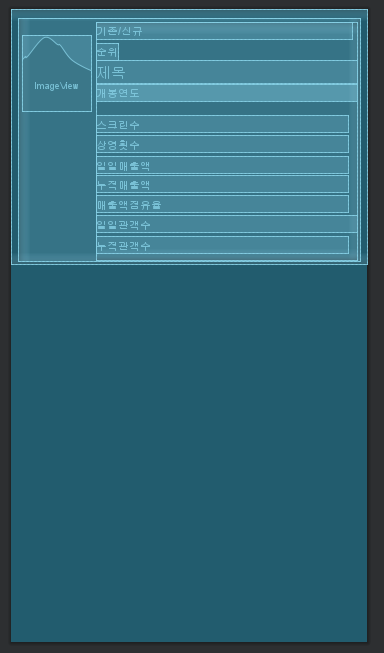 기존/신규
순위
제목
ImageView
개봉연도
스크린수
상영횟수
일일매출액
누적매출액
매출액점유율
일일관객수
누적관객수